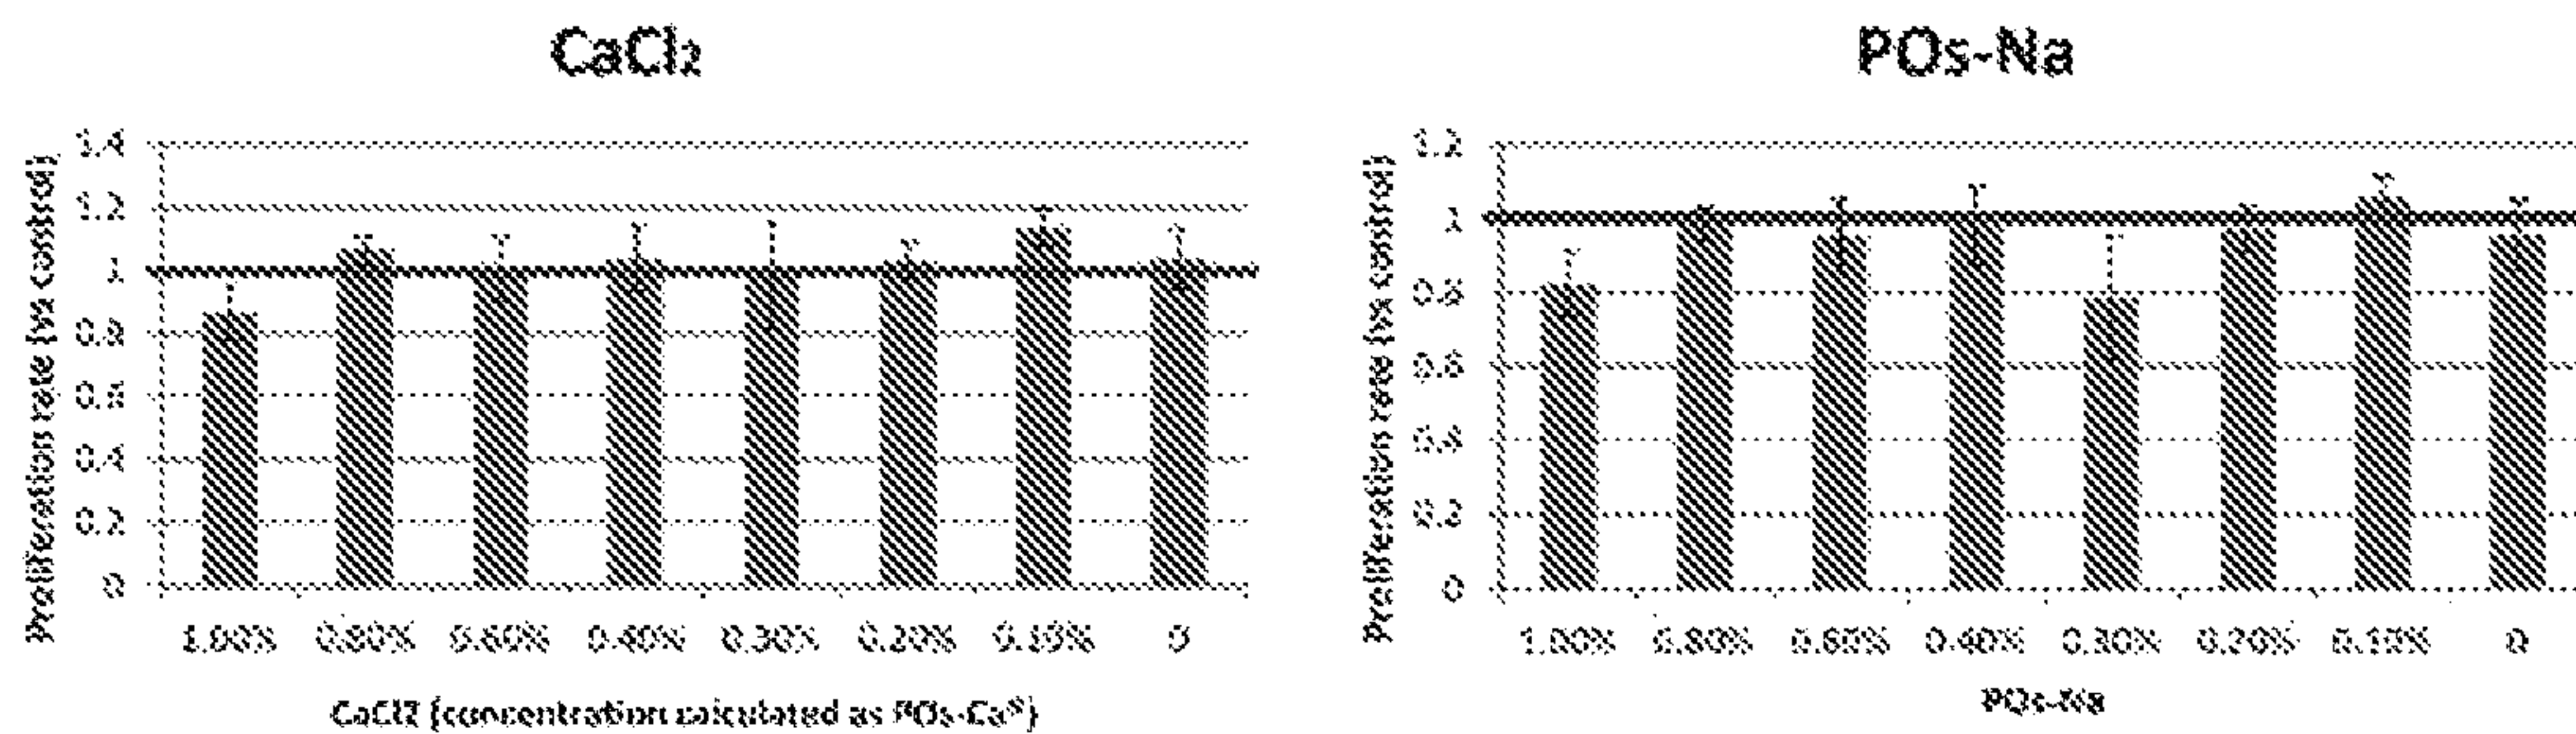 CaCl₂
Proliferation rate (vs control)
1.4
1.2
1
0.8
0.6
0.4
0.2
0
1.00% 0.80% 0.60% 0.40% 0.30% 0.20% 0.10% 0
CaCl2 (concentration calculated as POs-Ca®)
POs-Na
Proliferation rate (vs control)
1.2
1
0.8
0.6
0.4
0.2
0
1.00% 0.80% 0.60% 0.40% 0.30% 0.20% 0.10% 0
POs-Na